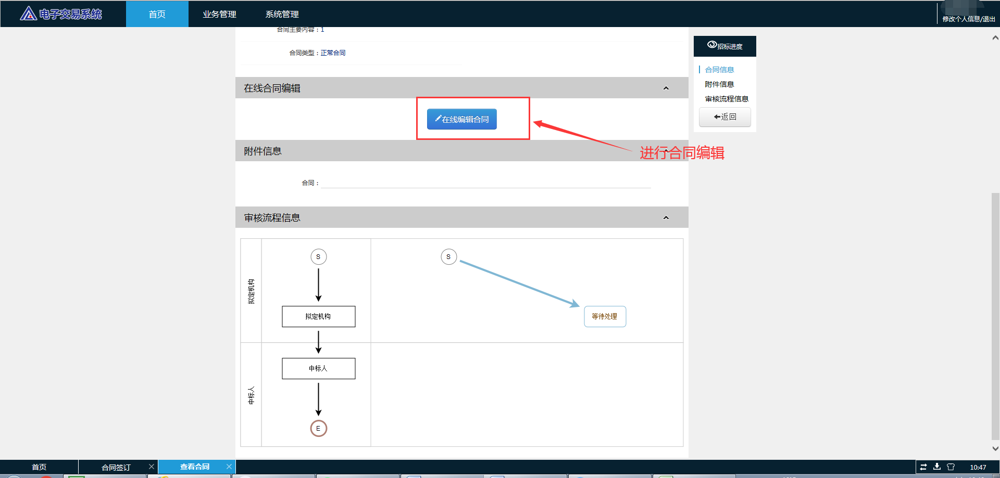 电子交易系统
首页
业务管理
系统管理
修改个人信息/退出
合同主要内容：1
合同类型：正常合同
招标进度
合同信息
附件信息
审核流程信息
返回
在线合同编辑
在线编辑合同
进行合同编辑
附件信息
合同：
审核流程信息
拟定机构
S
S
拟定机构
等待处理
中标人
中标人
E
首页
合同签订
查看合同
10:47